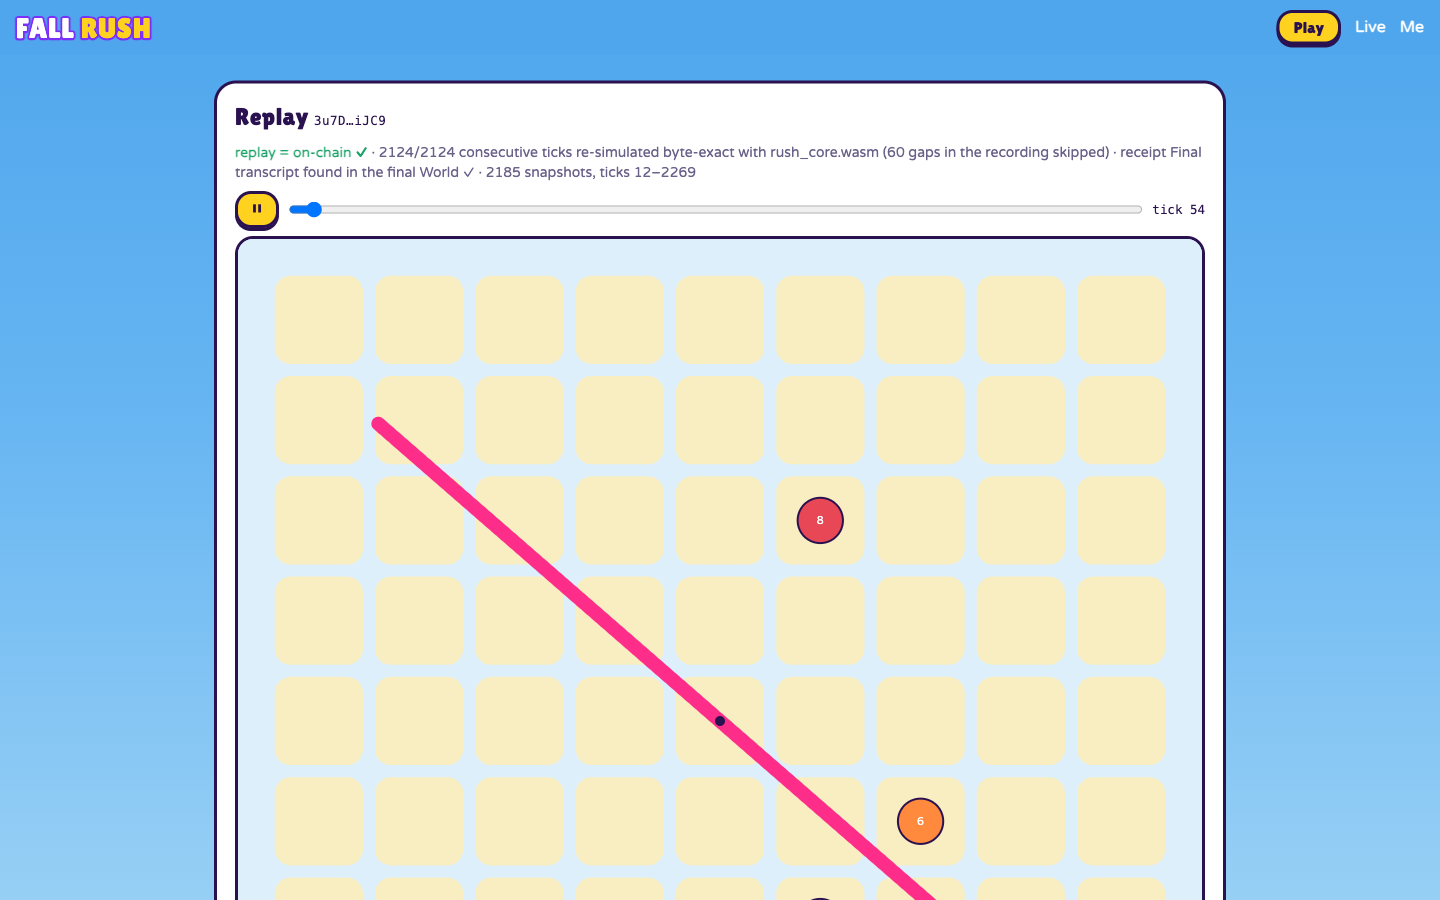 FALL RUSH
Play Live Me
Replay 3u7D…iJC9
replay = on-chain ✓ · 2124/2124 consecutive ticks re-simulated byte-exact with rush_core.wasm (60 gaps in the recording skipped) · receipt Final
transcript found in the final World ✓ · 2185 snapshots, ticks 12–2269
tick 54
8
6